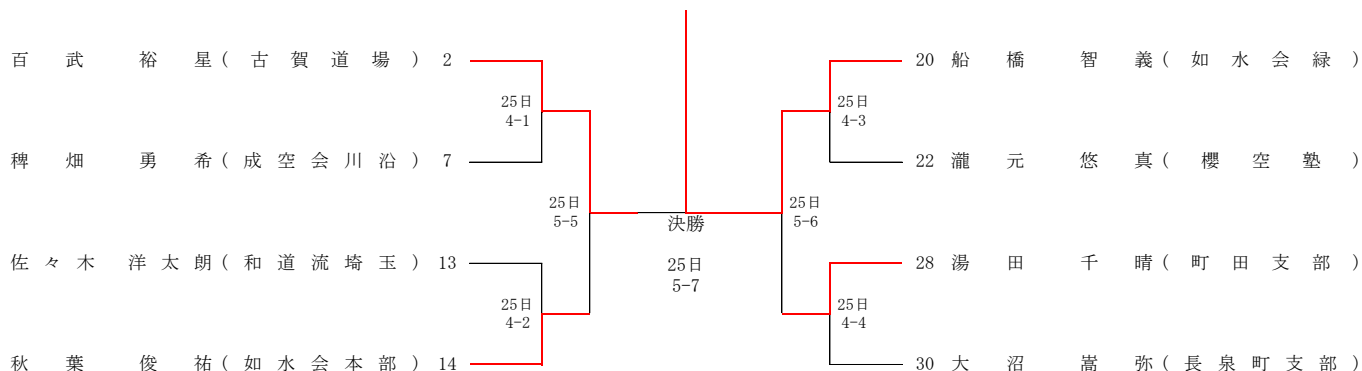 百武 裕星(古賀道場) 2
25日
4-1
稗畑 勇希(成空会川沿) 7
25日
5-5
佐々木 洋太朗(和道流埼玉) 13
25日
4-2
秋葉 俊祐(如水会本部) 14
決勝
25日
5-7
20 船橋 智義(如水会緑)
25日
4-3
22 瀧元 悠真(櫻空塾)
25日
5-6
28 湯田 千晴(町田支部)
25日
4-4
30 大沼 嵩弥(長泉町支部)